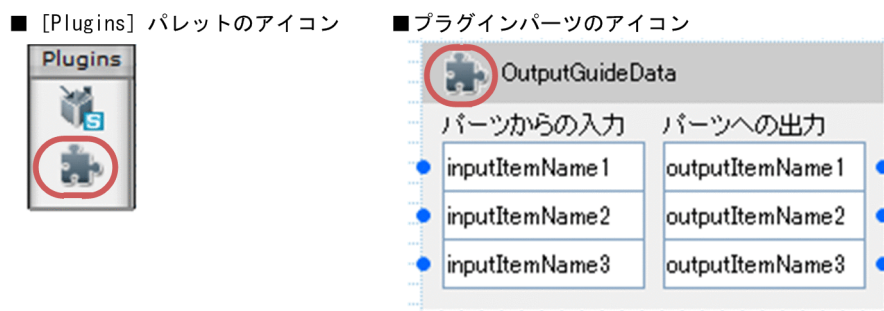 ■ [Plugins] パレットのアイコン
■プラグインパーツのアイコン
Plugins
S
OutputGuideData
パーツからの入力
パーツへの出力
inputItemName1
outputItemName1
inputItemName2
outputItemName2
inputItemName3
outputItemName3